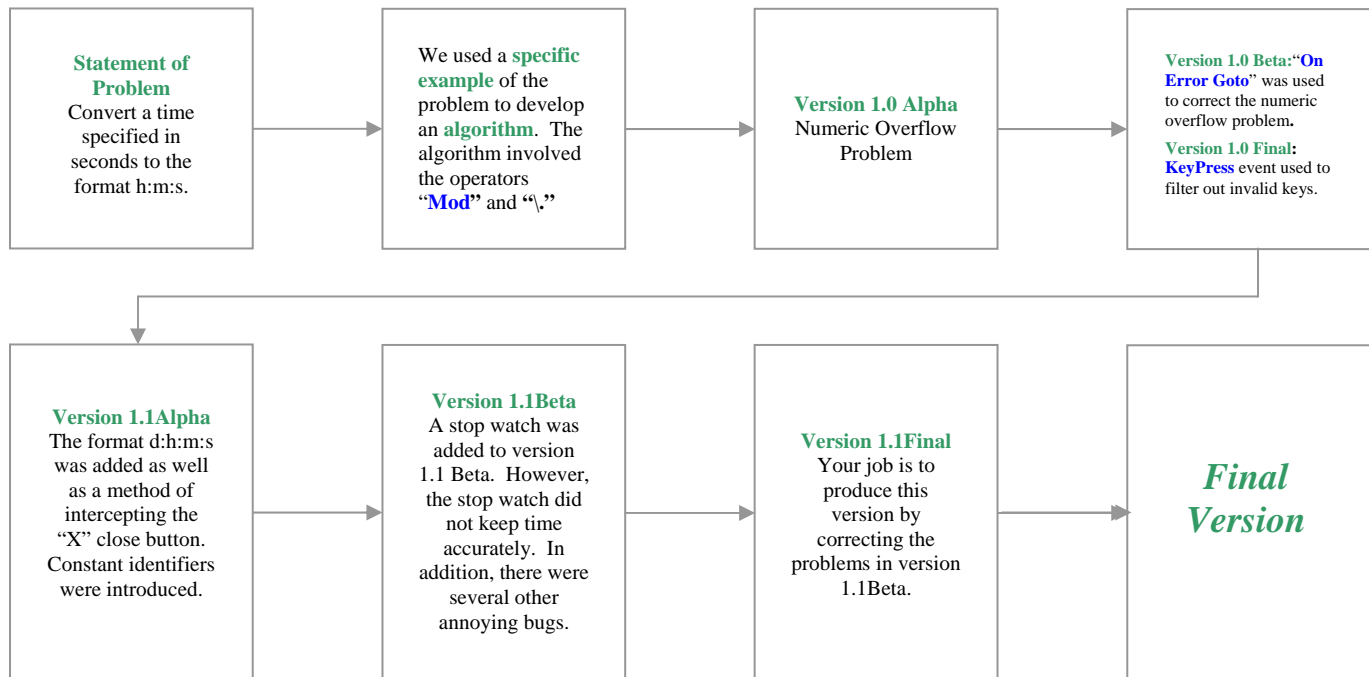 Statement of
Problem
Convert a time
specified in
seconds to the
format h:m:s.
We used a specific
example of the
problem to develop
an algorithm. The
algorithm involved
the operators
“Mod” and “\.”
Version 1.0 Alpha
Numeric Overflow
Problem
Version 1.0 Beta:“On
Error Goto” was used
to correct the numeric
overflow problem.
Version 1.0 Final:
KeyPress event used to
filter out invalid keys.
Version 1.1Alpha
The format d:h:m:s
was added as well
as a method of
intercepting the
“X” close button.
Constant identifiers
were introduced.
Version 1.1Beta
A stop watch was
added to version
1.1 Beta. However,
the stop watch did
not keep time
accurately. In
addition, there were
several other
annoying bugs.
Version 1.1Final
Your job is to
produce this
version by
correcting the
problems in version
1.1Beta.
Final
Version